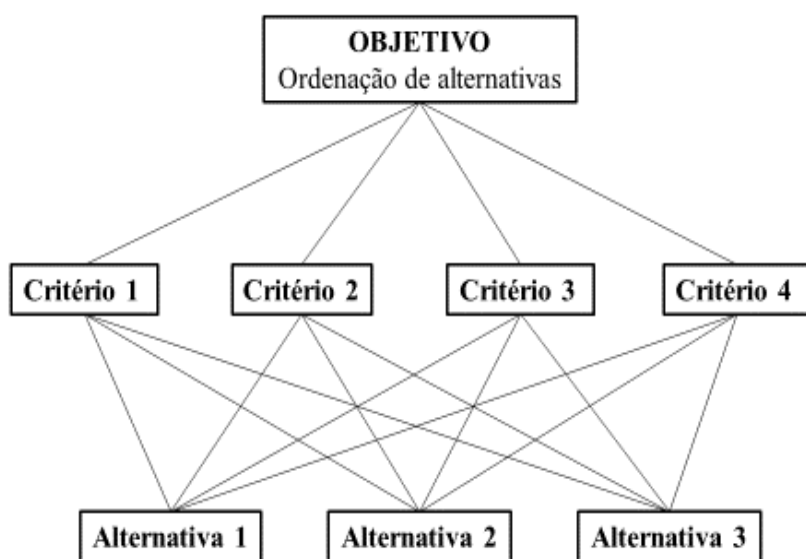 OBJETIVO
Ordenação de alternativas
Critério 1
Critério 2
Critério 3
Critério 4
Alternativa 1
Alternativa 2
Alternativa 3